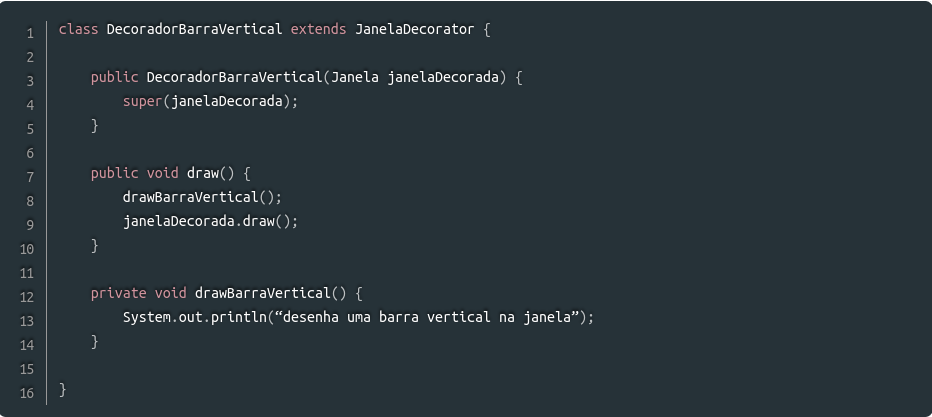 1 class DecoradorBarraVertical extends JanelaDecorator {
2
3 public DecoradorBarraVertical(Janela janelaDecorada) {
4 super(janelaDecorada);
5 }
6
7 public void draw() {
8 drawBarraVertical();
9 janelaDecorada.draw();
10 }
11
12 private void drawBarraVertical() {
13 System.out.println(“desenha uma barra vertical na janela”);
14 }
15
16 }